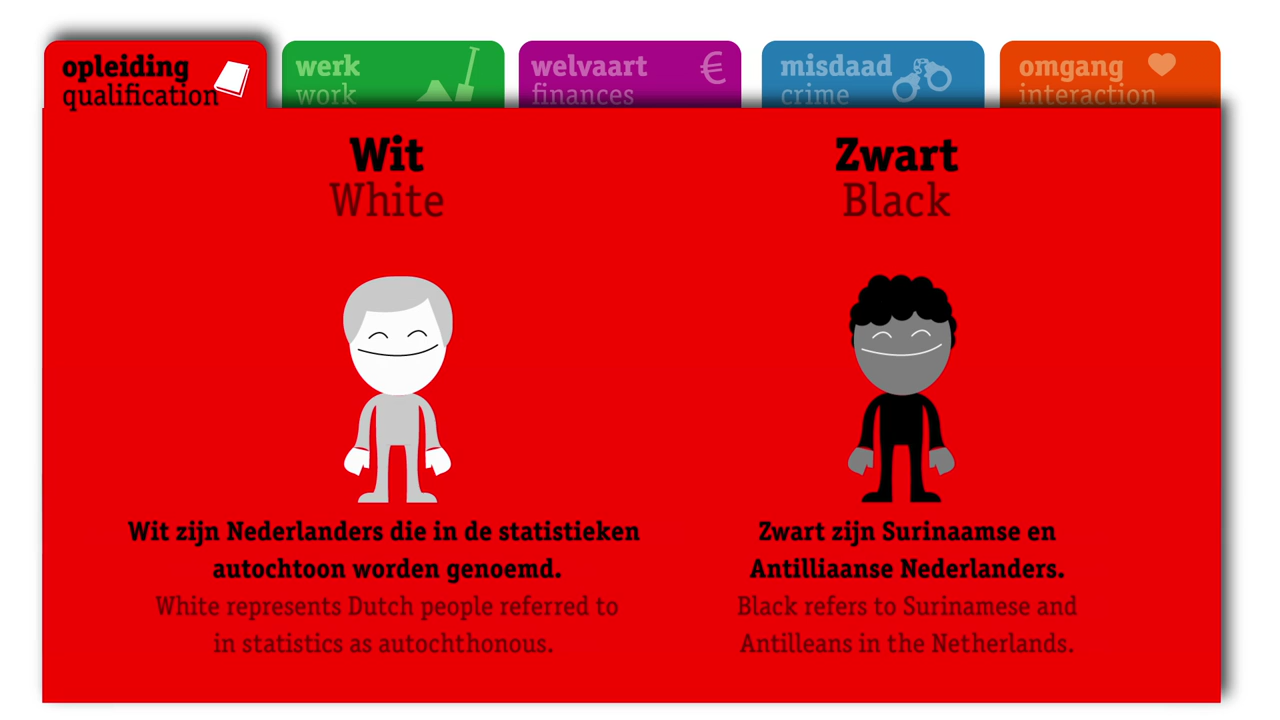 opleiding
qualification
werk
work
welvaart
finances
€
misdaad
crime
omgang
interaction
Wit
White
Zwart
Black
Wit zijn Nederlanders die in de statistieken
autochtoon worden genoemd.
White represents Dutch people referred to
in statistics as autochthonous.
Zwart zijn Surinaamse en
Antilliaanse Nederlanders.
Black refers to Surinamese and
Antilleans in the Netherlands.